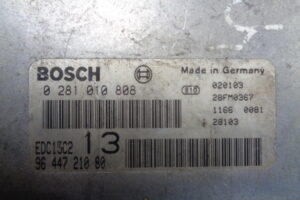 BOSCH Made in Germany
0 281 010 808 020103
28FM0367
1166 0081
28103
EDC15C2 13
96 447 210 80